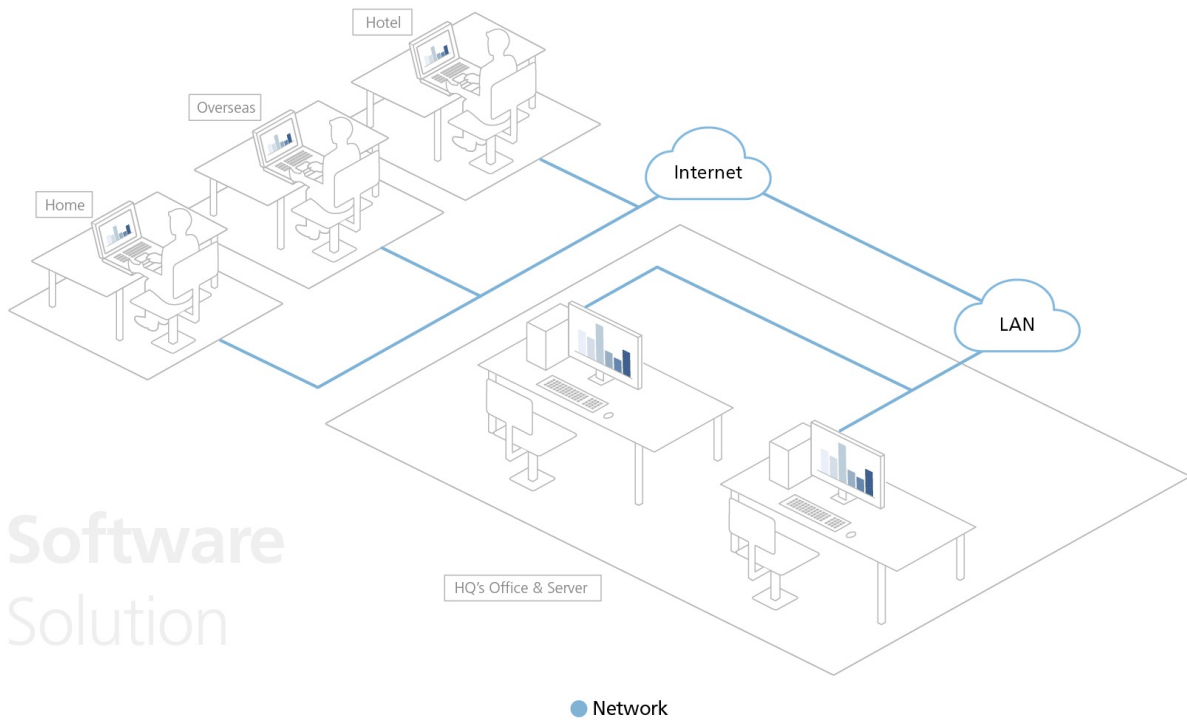 Hotel
Overseas
Home
Internet
LAN
HQ's Office & Server
Software
Solution
Network